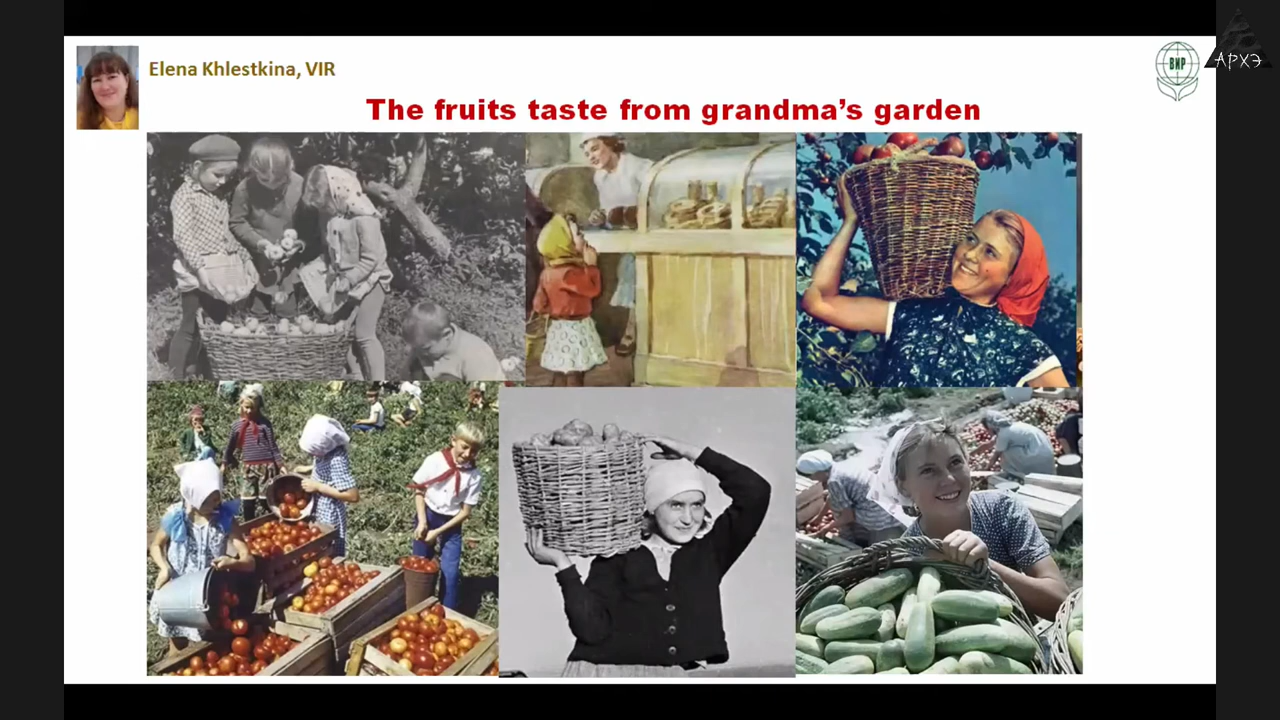 Elena Khlestkina, VIR
ВИР
АРХЭ
The fruits taste from grandma's garden